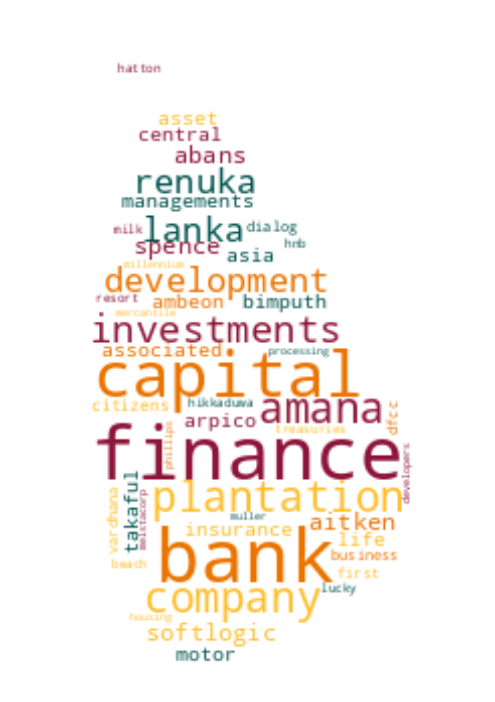 hatton
asset
central
abans
renuka
managements
milk lanka dialog
spence hnb
asia
millennium
development
resort ambeon bimputh
mercantile
investments
associated processing
capital
citizens hikkaduwa amana dfcc
arpico treasuries
phillips
finance developers
vardhana takaful melstacorp plantation
muller aitken
insurance life
bank business
beach first
company lucky
housing
softlogic
motor